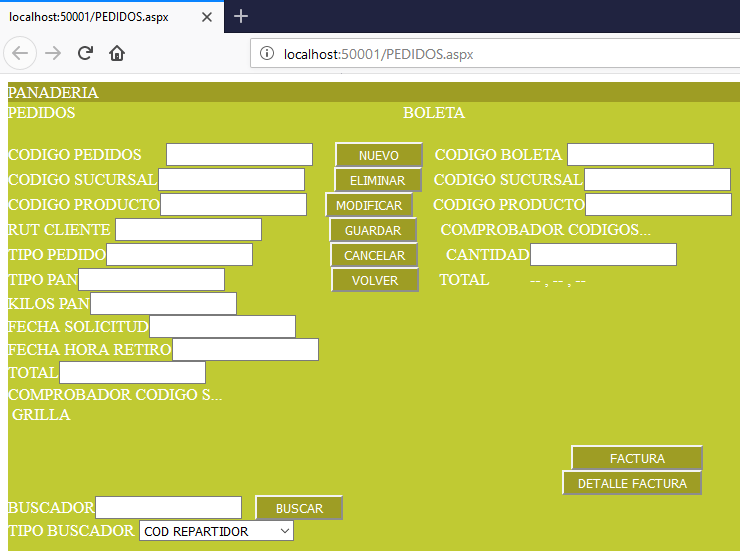 localhost:50001/PEDIDOS.aspx
localhost:50001/PEDIDOS.aspx
PANADERIA
PEDIDOS BOLETA
CODIGO PEDIDOS NUEVO CODIGO BOLETA
CODIGO SUCURSAL ELIMINAR CODIGO SUCURSAL
CODIGO PRODUCTO MODIFICAR CODIGO PRODUCTO
RUT CLIENTE GUARDAR COMPROBADOR CODIGOS...
TIPO PEDIDO CANCELAR CANTIDAD
TIPO PAN VOLVER TOTAL -- , -- , --
KILOS PAN
FECHA SOLICITUD
FECHA HORA RETIRO
TOTAL
COMPROBADOR CODIGO S...
GRILLA
FACTURA
DETALLE FACTURA
BUSCADOR BUSCAR
TIPO BUSCADOR COD REPARTIDOR